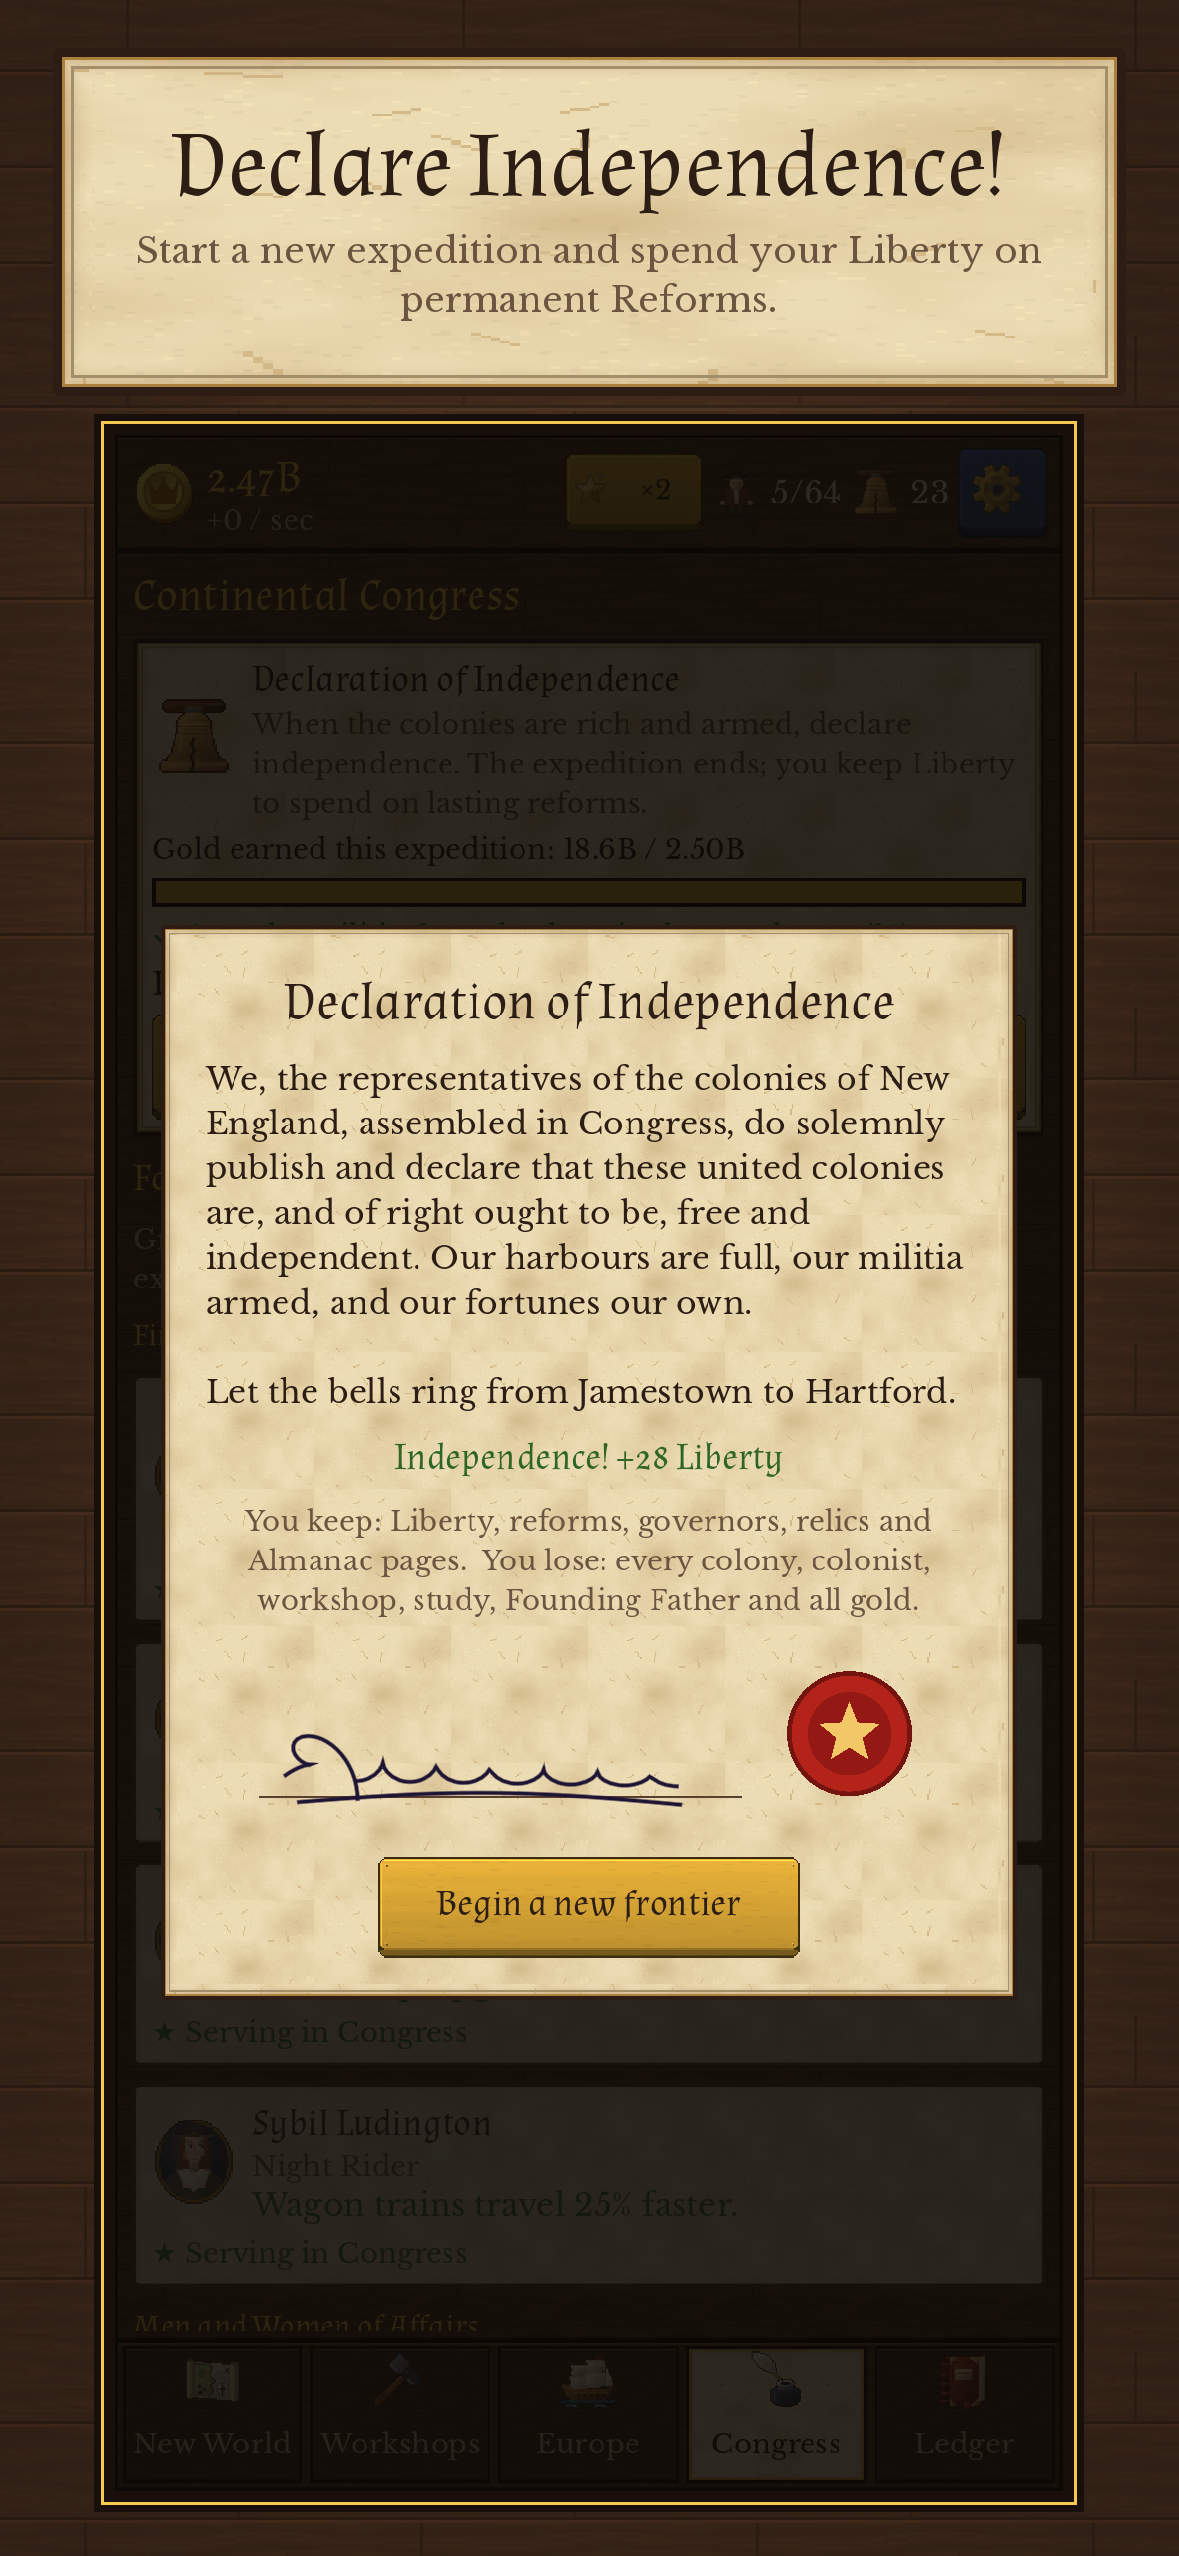 Declare Independence!
Start a new expedition and spend your Liberty on
permanent Reforms.
2.47B
+0 / sec
×2
5/64
23
Continental Congress
Declaration of Independence
When the colonies are rich and armed, declare
independence. The expedition ends; you keep Liberty
to spend on lasting reforms.
Gold earned this expedition: 18.6B / 2.50B
Declaration of Independence
We, the representatives of the colonies of New
England, assembled in Congress, do solemnly
publish and declare that these united colonies
are, and of right ought to be, free and
independent. Our harbours are full, our militia
armed, and our fortunes our own.
Let the bells ring from Jamestown to Hartford.
Independence! +28 Liberty
You keep: Liberty, reforms, governors, relics and
Almanac pages. You lose: every colony, colonist,
workshop, study, Founding Father and all gold.
Begin a new frontier
★ Serving in Congress
Sybil Ludington
Night Rider
Wagon trains travel 25% faster.
★ Serving in Congress
Men and Women of Affairs
New World
Workshops
Europe
Congress
Ledger